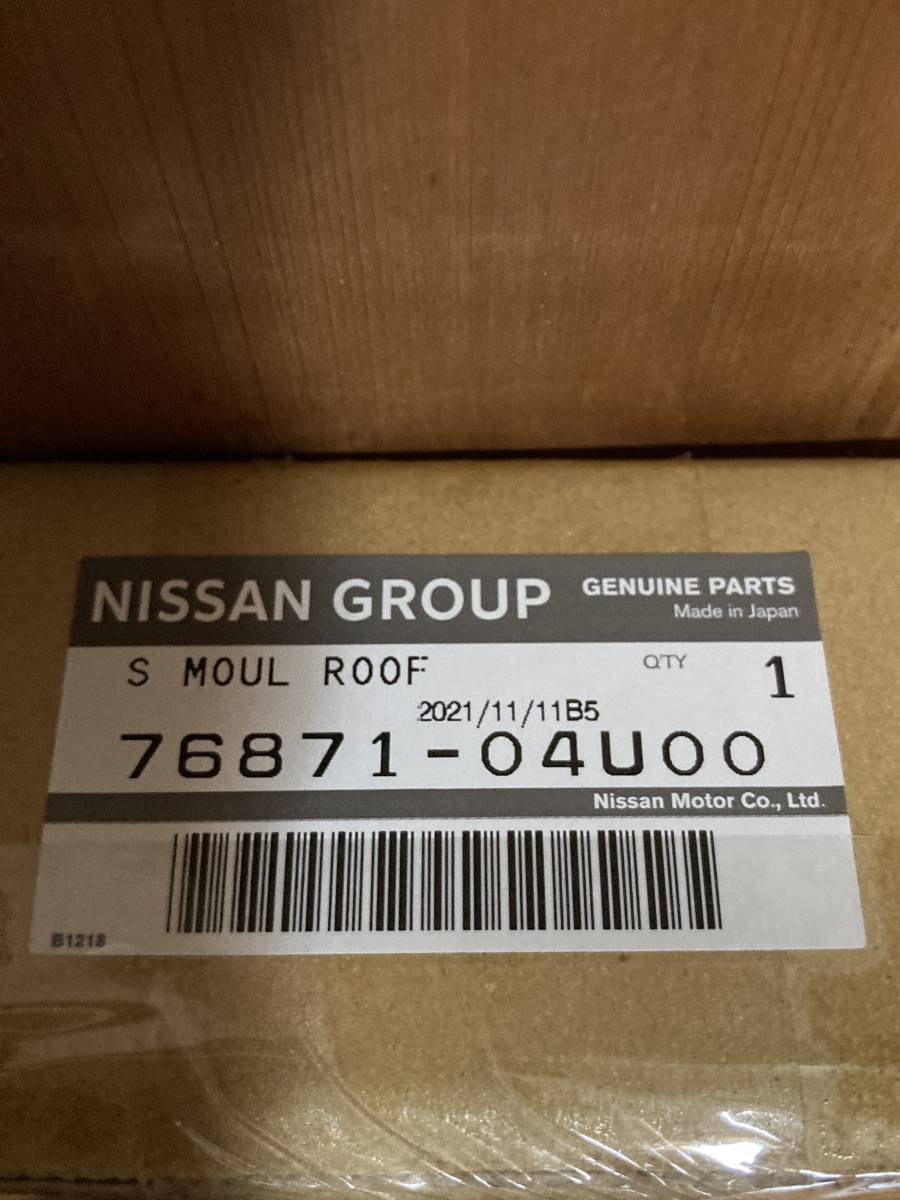 NISSAN GROUP GENUINE PARTS
Made in Japan
S MOUL ROOF Q'TY 1
2021/11/11B5
76871-04U00
Nissan Motor Co., Ltd.
B1218